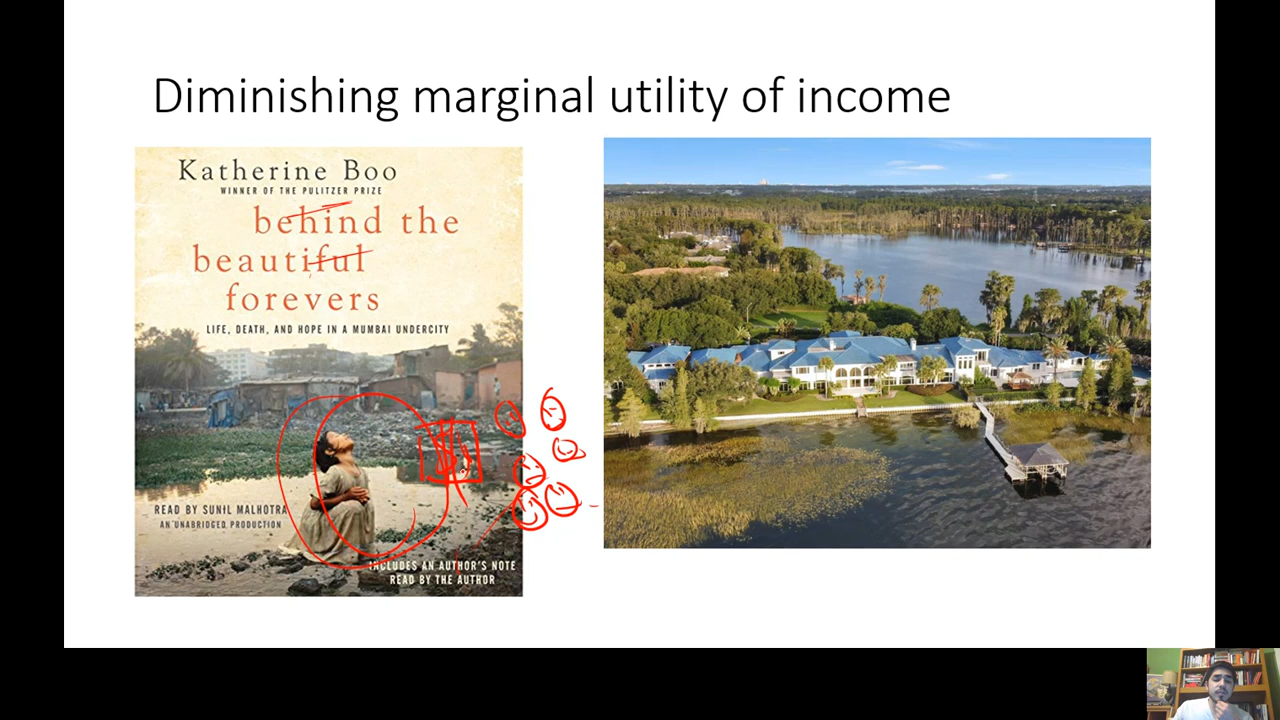 Diminishing marginal utility of income
Katherine Boo
WINNER OF THE PULITZER PRIZE
behind the
beautiful
forevers
LIFE, DEATH, AND HOPE IN A MUMBAI UNDERCITY
READ BY SUNIL MALHOTRA
AN UNABRIDGED PRODUCTION
INCLUDES AN AUTHOR'S NOTE
READ BY THE AUTHOR